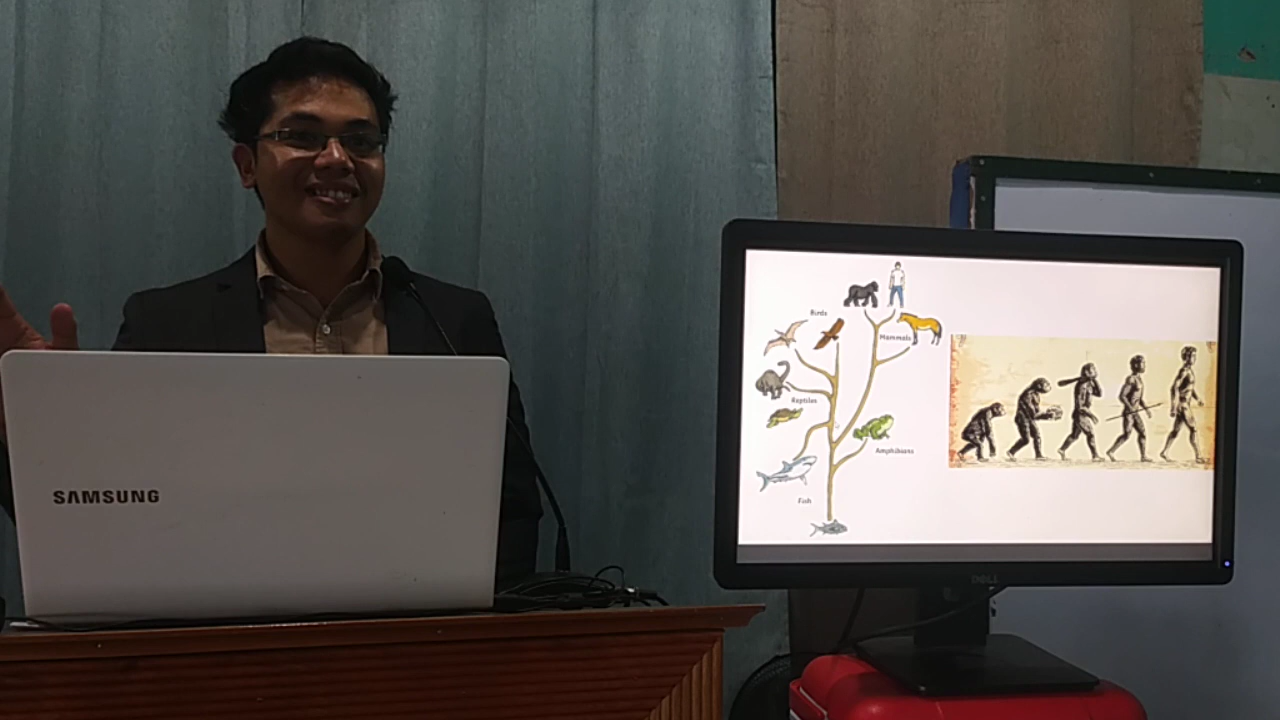 SAMSUNG
Birds
Mammals
Reptiles
Amphibians
Fish
DELL